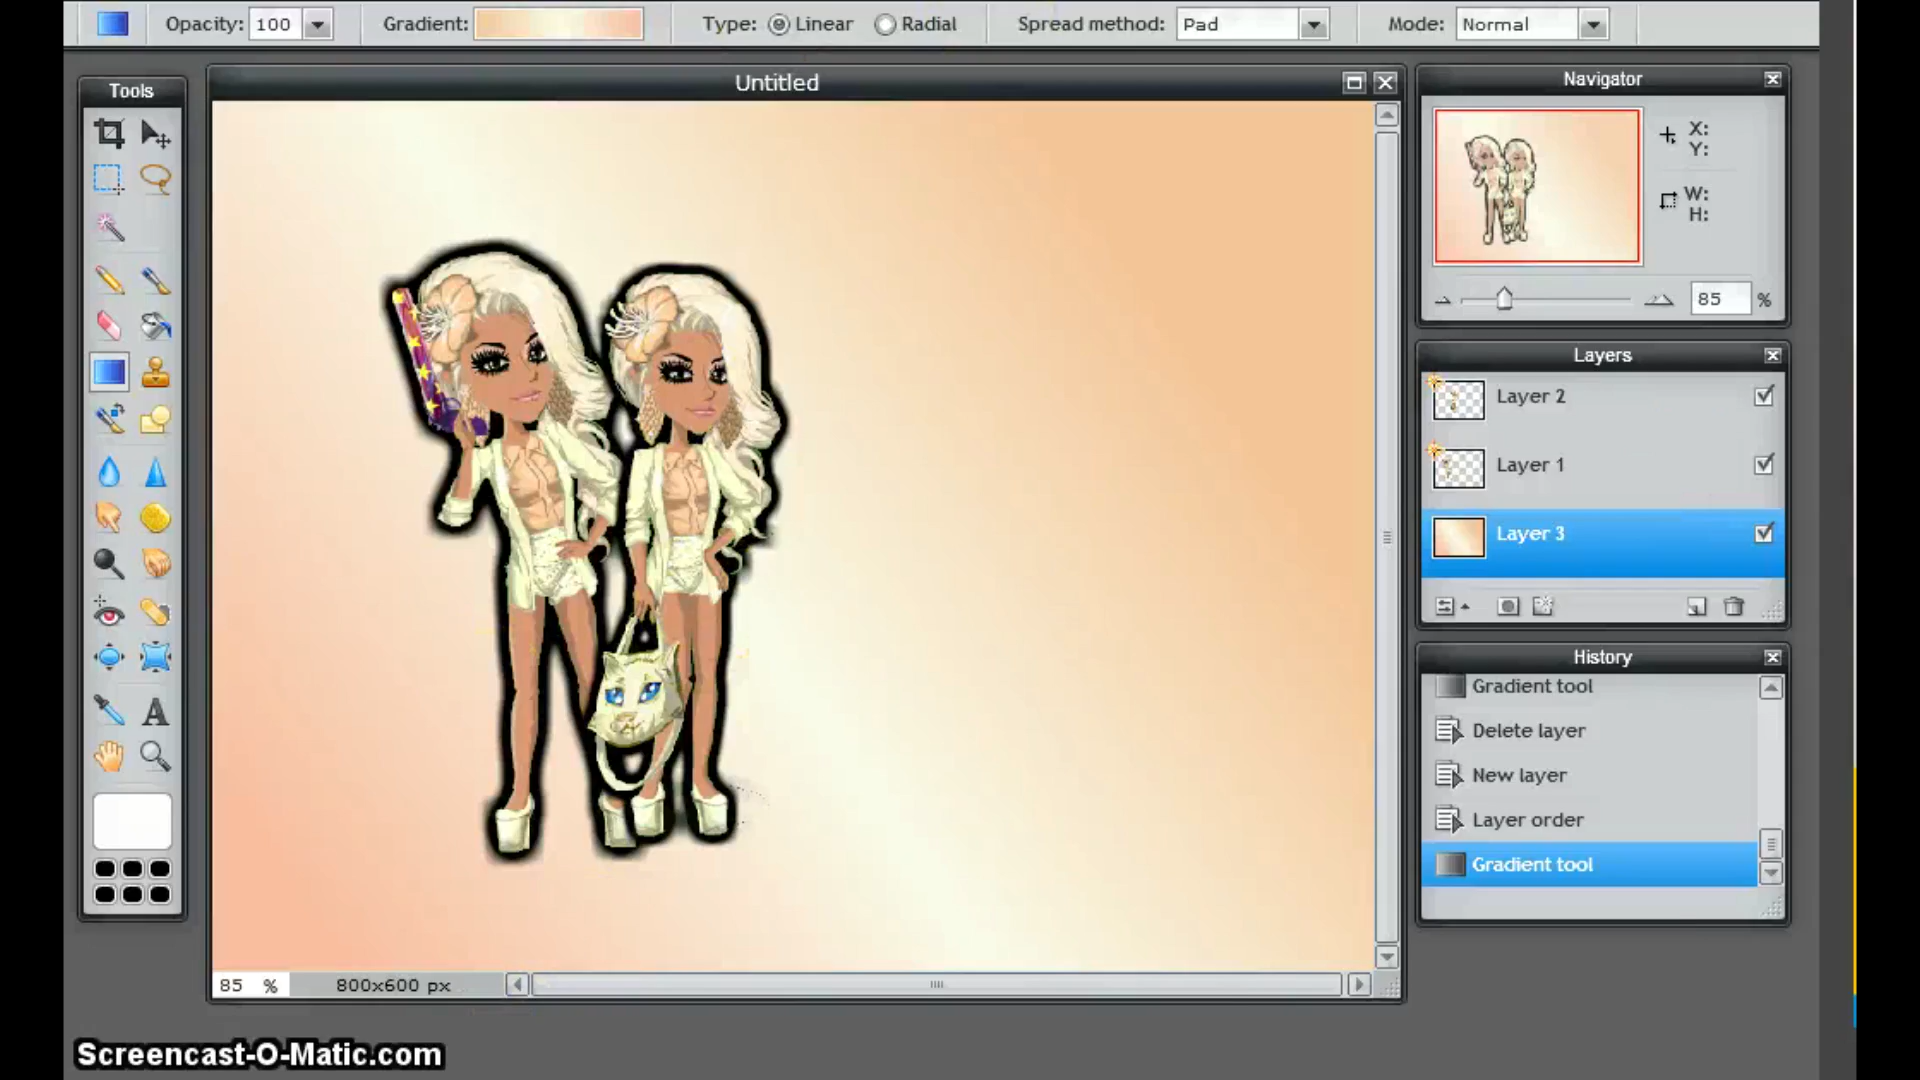 Opacity: 100 Gradient: Type: Linear Radial Spread method: Pad Mode: Normal
Tools
Untitled
Navigator
X:
Y:
W:
H:
85 %
Layers
Layer 2
Layer 1
Layer 3
History
Gradient tool
Delete layer
New layer
Layer order
Gradient tool
A
85 % 800x600 px
Screencast-O-Matic.com